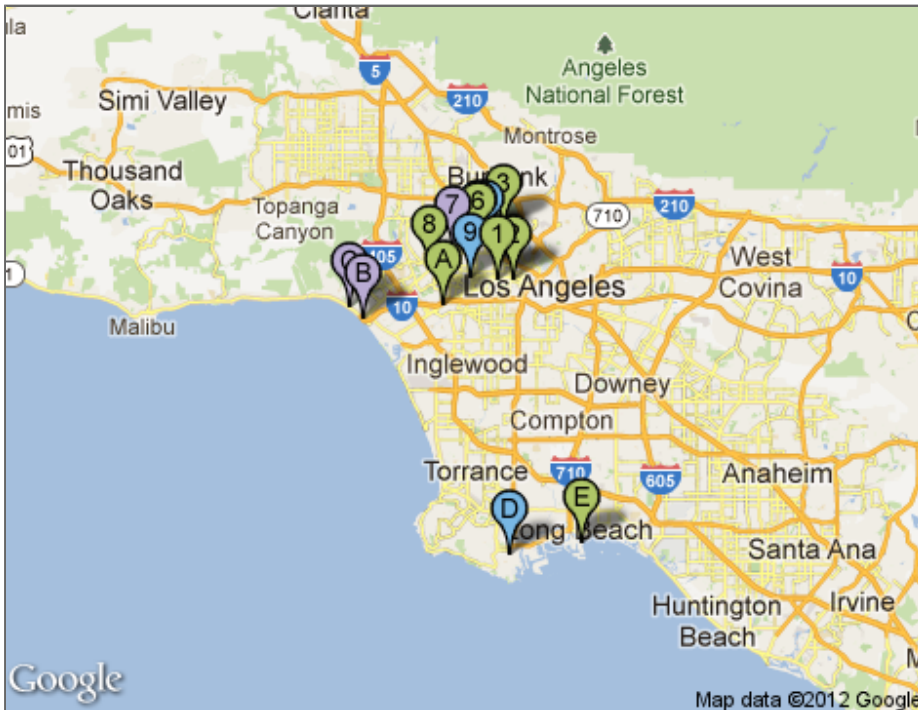 Clarita
5
Angeles
National Forest
Simi Valley
210
Montrose
101
Thousand
Oaks
Burbank
3
6
7
Topanga
Canyon
8
9
1
2
710
210
405
A
C
B
West
Covina
10
10
Los Angeles
1
Malibu
Inglewood
Downey
Compton
Torrance
710
605
Anaheim
D
E
Long Beach
Santa Ana
Huntington
Beach
Irvine
Google
Map data ©2012 Google